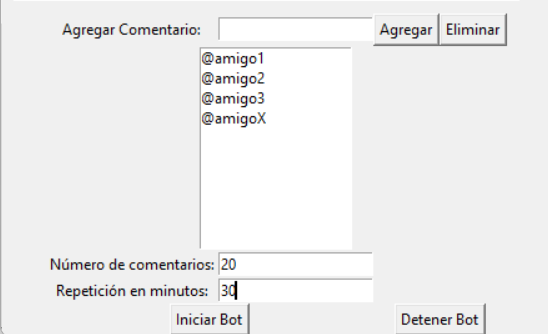 Agregar Comentario: Agregar Eliminar
@amigo1
@amigo2
@amigo3
@amigoX
Número de comentarios: 20
Repetición en minutos: 30
Iniciar Bot Detener Bot